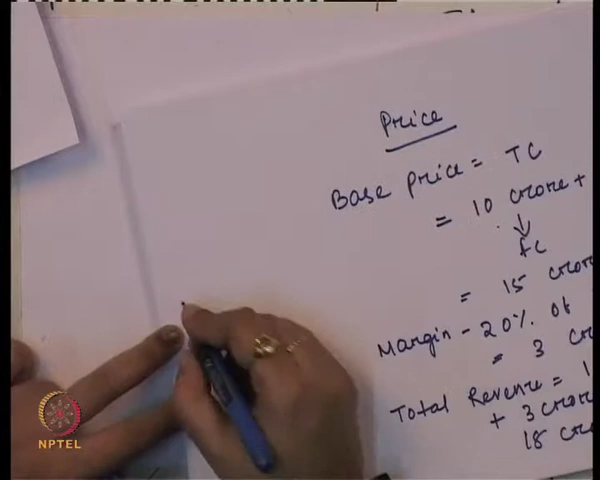 Price
Base Price = TC
= 10 crore +
↓
fc
= 15 crore
Margin - 20% of
= 3 cr
Total Revenue = 1
+ 3 crore
18 cro
NPTEL